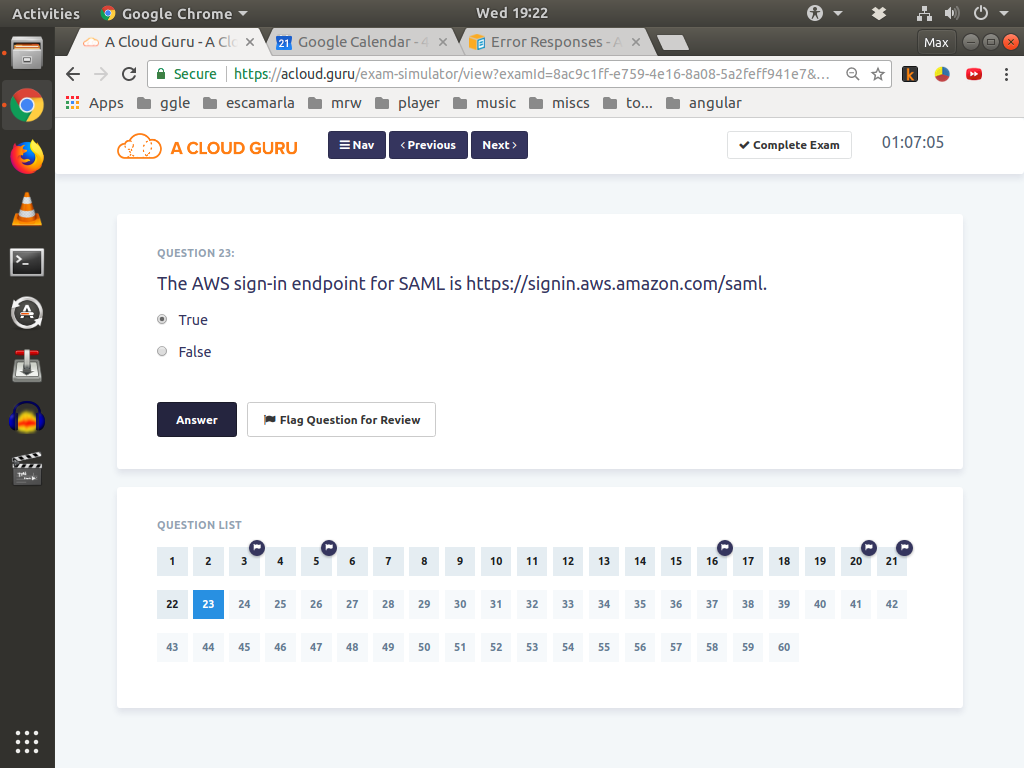 Activities Google Chrome Wed 19:22
A Cloud Guru - A Clo Google Calendar - 4 Error Responses - A Max
Secure https://acloud.guru/exam-simulator/view?examId=8ac9c1ff-e759-4e16-8a08-5a2feff941e7&...
Apps ggle escamarla mrw player music miscs to... angular
A CLOUD GURU Nav Previous Next Complete Exam 01:07:05
QUESTION 23:
The AWS sign-in endpoint for SAML is https://signin.aws.amazon.com/saml.
True
False
Answer Flag Question for Review
QUESTION LIST
1 2 3 4 5 6 7 8 9 10 11 12 13 14 15 16 17 18 19 20 21
22 23 24 25 26 27 28 29 30 31 32 33 34 35 36 37 38 39 40 41 42
43 44 45 46 47 48 49 50 51 52 53 54 55 56 57 58 59 60